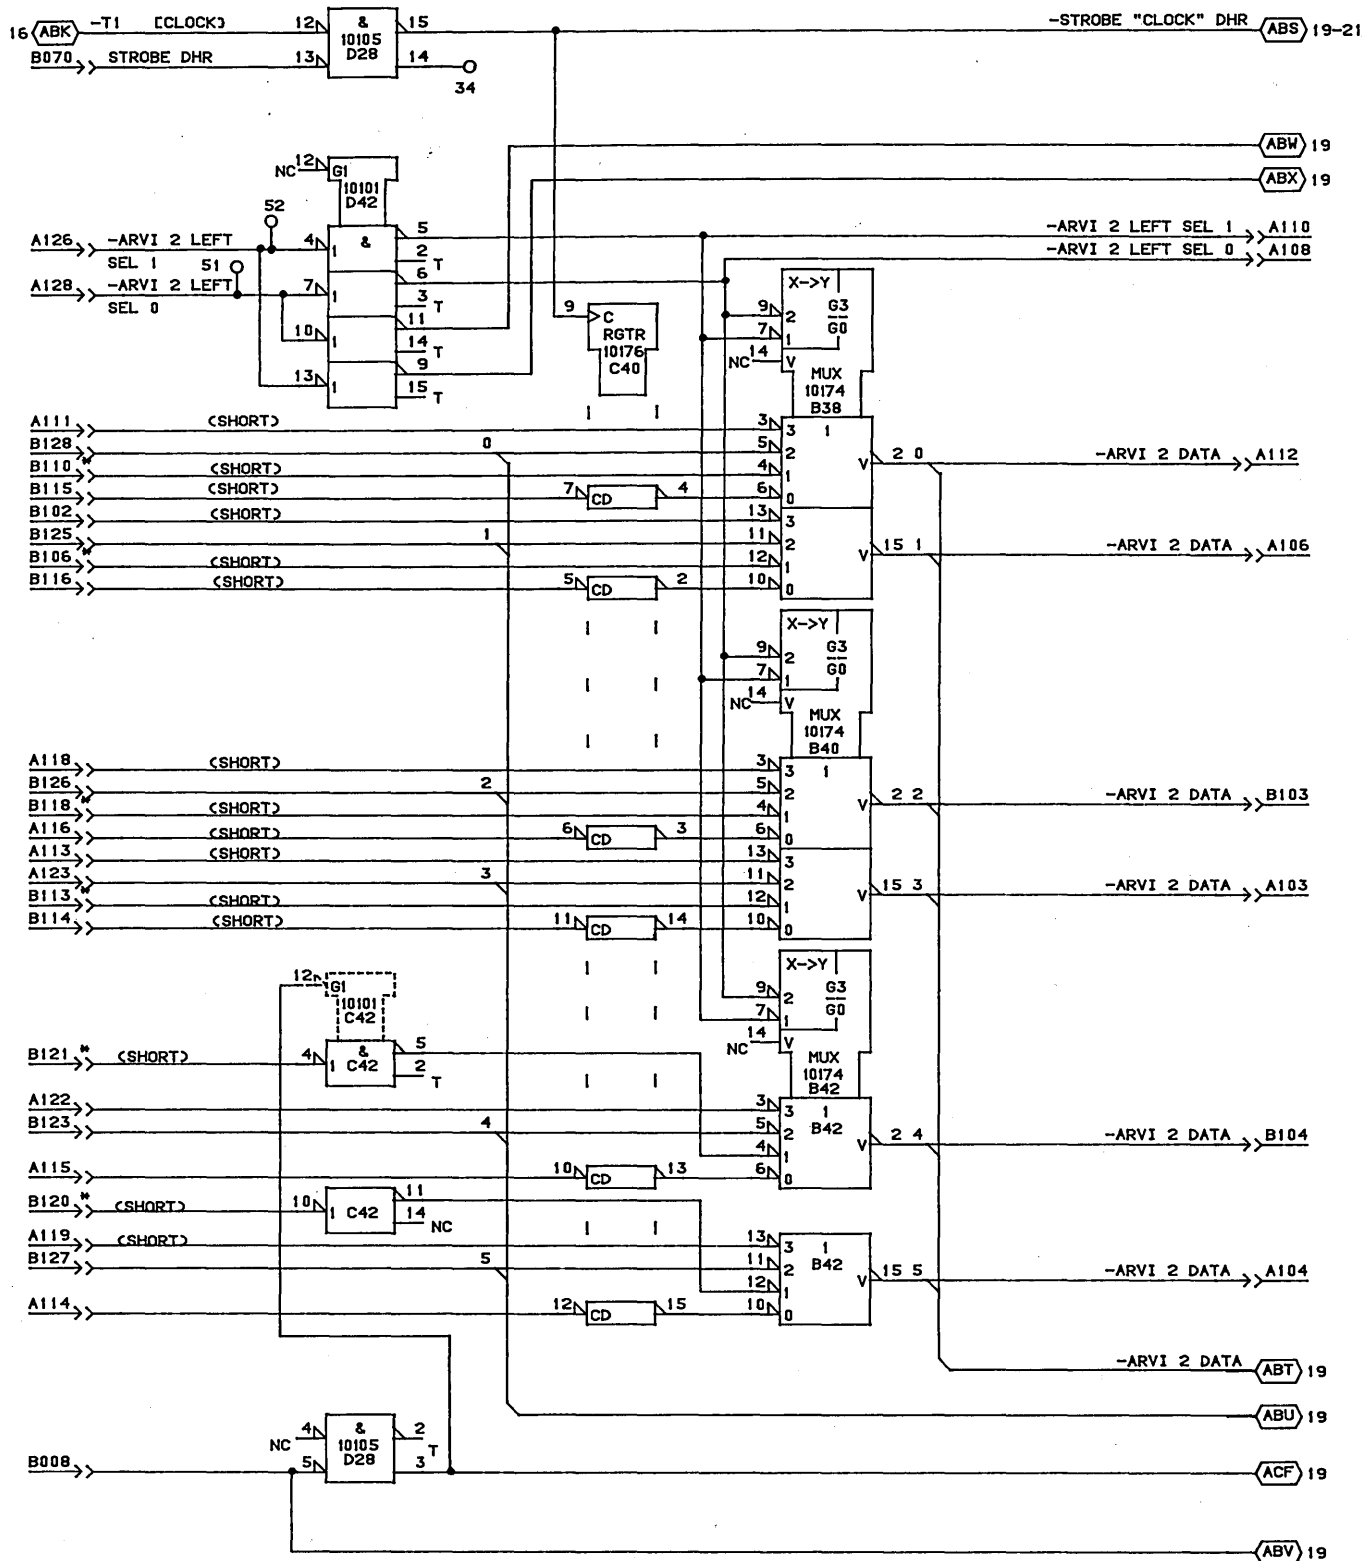 16 ABK -T1 [CLOCK] 12 & 15 -STROBE "CLOCK" DHR ABS 19-21
10105
B070 STROBE DHR 13 D28 14
34
ABW 19
NC 12 G1
10101
D42
ABX 19
52
A126 -ARVI 2 LEFT 4 1 & 5 -ARVI 2 LEFT SEL 1 A110
SEL 1 2 T -ARVI 2 LEFT SEL 0 A108
51 6
A128 -ARVI 2 LEFT 7 1 3 T
SEL 0
11
10 1 14 T
9
13 1 15 T
9 C
RGTR
10176
C40
X->Y
9 2 G3
7 1 G0
NC 14 V
MUX
10174
B38
A111 (SHORT) 3 3 1
B128 0 5 2 V 2 0 -ARVI 2 DATA A112
B110 * (SHORT) 4 1
B115 (SHORT) 7 CD 4 6 0
B102 (SHORT) 13 3
B125 1 11 2 V 15 1 -ARVI 2 DATA A106
B106 * (SHORT) 12 1
B116 (SHORT) 5 CD 2 10 0
X->Y
9 2 G3
7 1 G0
NC 14 V
MUX
10174
B40
A118 (SHORT) 3 3 1
B126 2 5 2 V 2 2 -ARVI 2 DATA B103
B118 * (SHORT) 4 1
A116 (SHORT) 6 CD 3 6 0
A113 (SHORT) 13 3
A123 3 11 2 V 15 3 -ARVI 2 DATA A103
B113 * (SHORT) 12 1
B114 (SHORT) 11 CD 14 10 0
12 G1
10101
C42
X->Y
9 2 G3
7 1 G0
NC 14 V
MUX
10174
B42
B121 * (SHORT) 4 1 & C42 5
2 T
A122 3 3 1
B123 4 5 2 B42 V 2 4 -ARVI 2 DATA B104
4 1
A115 10 CD 13 6 0
B120 * (SHORT) 10 1 C42 11
14 NC
A119 (SHORT) 13 3 1
B127 5 11 2 B42 V 15 5 -ARVI 2 DATA A104
12 1
A114 12 CD 15 10 0
-ARVI 2 DATA ABT 19
ABU 19
NC 4 & 2 T
10105
B008 5 D28 3 ACF 19
ABV 19